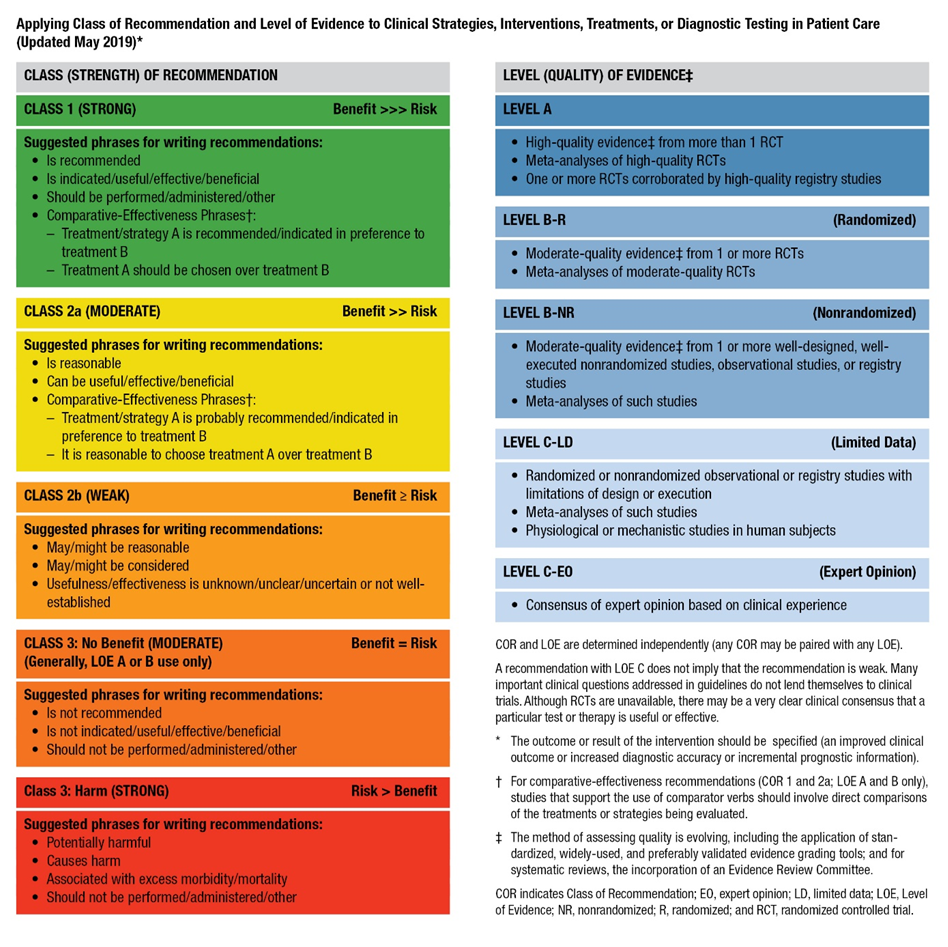 Applying Class of Recommendation and Level of Evidence to Clinical Strategies, Interventions, Treatments, or Diagnostic Testing in Patient Care
(Updated May 2019)*
CLASS (STRENGTH) OF RECOMMENDATION
CLASS 1 (STRONG) Benefit >>> Risk
Suggested phrases for writing recommendations:
• Is recommended
• Is indicated/useful/effective/beneficial
• Should be performed/administered/other
• Comparative-Effectiveness Phrases†:
– Treatment/strategy A is recommended/indicated in preference to
treatment B
– Treatment A should be chosen over treatment B
CLASS 2a (MODERATE) Benefit >> Risk
Suggested phrases for writing recommendations:
• Is reasonable
• Can be useful/effective/beneficial
• Comparative-Effectiveness Phrases†:
– Treatment/strategy A is probably recommended/indicated in
preference to treatment B
– It is reasonable to choose treatment A over treatment B
CLASS 2b (WEAK) Benefit ≥ Risk
Suggested phrases for writing recommendations:
• May/might be reasonable
• May/might be considered
• Usefulness/effectiveness is unknown/unclear/uncertain or not well-
established
CLASS 3: No Benefit (MODERATE) Benefit = Risk
(Generally, LOE A or B use only)
Suggested phrases for writing recommendations:
• Is not recommended
• Is not indicated/useful/effective/beneficial
• Should not be performed/administered/other
Class 3: Harm (STRONG) Risk > Benefit
Suggested phrases for writing recommendations:
• Potentially harmful
• Causes harm
• Associated with excess morbidity/mortality
• Should not be performed/administered/other
LEVEL (QUALITY) OF EVIDENCE‡
LEVEL A
• High-quality evidence‡ from more than 1 RCT
• Meta-analyses of high-quality RCTs
• One or more RCTs corroborated by high-quality registry studies
LEVEL B-R (Randomized)
• Moderate-quality evidence‡ from 1 or more RCTs
• Meta-analyses of moderate-quality RCTs
LEVEL B-NR (Nonrandomized)
• Moderate-quality evidence‡ from 1 or more well-designed, well-
executed nonrandomized studies, observational studies, or registry
studies
• Meta-analyses of such studies
LEVEL C-LD (Limited Data)
• Randomized or nonrandomized observational or registry studies with
limitations of design or execution
• Meta-analyses of such studies
• Physiological or mechanistic studies in human subjects
LEVEL C-EO (Expert Opinion)
• Consensus of expert opinion based on clinical experience
COR and LOE are determined independently (any COR may be paired with any LOE).
A recommendation with LOE C does not imply that the recommendation is weak. Many
important clinical questions addressed in guidelines do not lend themselves to clinical
trials. Although RCTs are unavailable, there may be a very clear clinical consensus that a
particular test or therapy is useful or effective.
* The outcome or result of the intervention should be specified (an improved clinical
outcome or increased diagnostic accuracy or incremental prognostic information).
† For comparative-effectiveness recommendations (COR 1 and 2a; LOE A and B only),
studies that support the use of comparator verbs should involve direct comparisons
of the treatments or strategies being evaluated.
‡ The method of assessing quality is evolving, including the application of stan-
dardized, widely-used, and preferably validated evidence grading tools; and for
systematic reviews, the incorporation of an Evidence Review Committee.
COR indicates Class of Recommendation; EO, expert opinion; LD, limited data; LOE, Level
of Evidence; NR, nonrandomized; R, randomized; and RCT, randomized controlled trial.